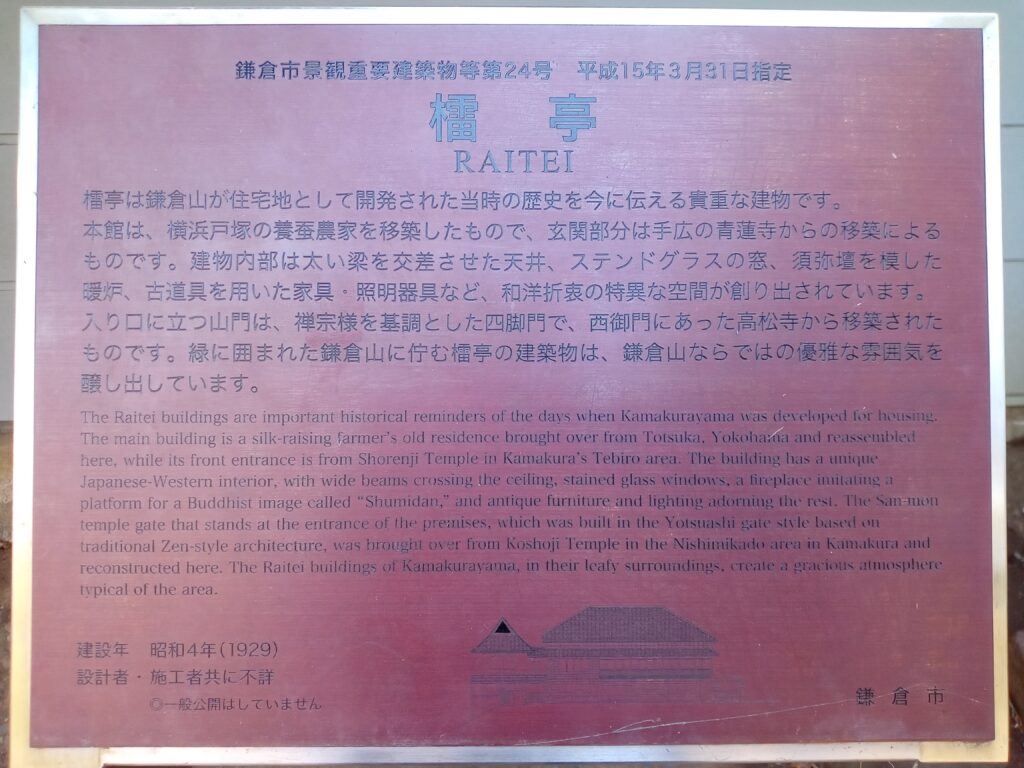 鎌倉市景観重要建築物等第24号　平成15年3月31日指定
檑　亭
RAITEI
檑亭は鎌倉山が住宅地として開発された当時の歴史を今に伝える貴重な建物です。
本館は、横浜戸塚の養蚕農家を移築したもので、玄関部分は手広の青蓮寺からの移築による
ものです。建物内部は太い梁を交差させた天井、ステンドグラスの窓、須弥壇を模した
暖炉、古道具を用いた家具・照明器具など、和洋折衷の特異な空間が創り出されています。
入り口に立つ山門は、禅宗様を基調とした四脚門で、西御門にあった高松寺から移築された
ものです。緑に囲まれた鎌倉山に佇む檑亭の建築物は、鎌倉山ならではの優雅な雰囲気を
醸し出しています。
The Raitei buildings are important historical reminders of the days when Kamakurayama was developed for housing.
The main building is a silk-raising farmer's old residence brought over from Totsuka, Yokohama and reassembled
here, while its front entrance is from Shorenji Temple in Kamakura's Tebiro area. The building has a unique
Japanese-Western interior, with wide beams crossing the ceiling, stained glass windows, a fireplace imitating a
platform for a Buddhist image called “Shumidan,” and antique furniture and lighting adorning the rest. The San-mon
temple gate that stands at the entrance of the premises, which was built in the Yotsuashi gate style based on
traditional Zen-style architecture, was brought over from Koshoji Temple in the Nishimikado area in Kamakura and
reconstructed here. The Raitei buildings of Kamakurayama, in their leafy surroundings, create a gracious atmosphere
typical of the area.
建設年　昭和4年(1929)
設計者・施工者共に不詳
◎一般公開はしていません
鎌倉市